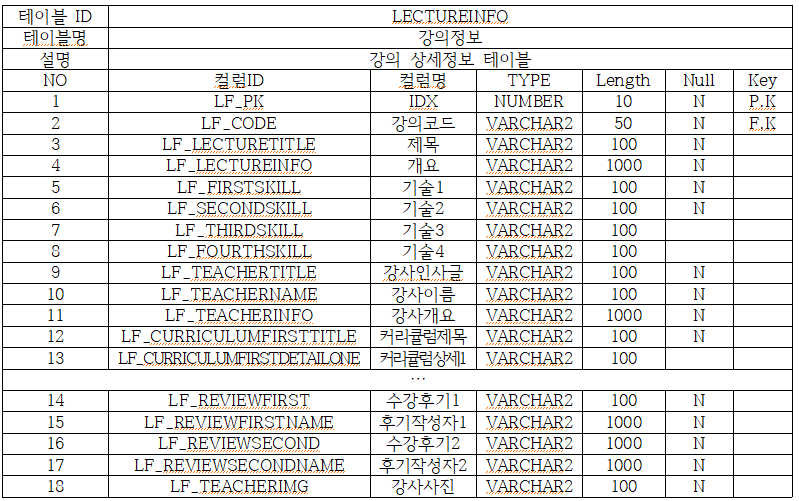 테이블 ID LECTUREINFO
테이블명 강의정보
설명 강의 상세정보 테이블
NO 컬럼ID 컬럼명 TYPE Length Null Key
1 LF_PK IDX NUMBER 10 N P.K
2 LF_CODE 강의코드 VARCHAR2 50 N F.K
3 LF_LECTURETITLE 제목 VARCHAR2 100 N
4 LF_LECTUREINFO 개요 VARCHAR2 1000 N
5 LF_FIRSTSKILL 기술1 VARCHAR2 100 N
6 LF_SECONDSKILL 기술2 VARCHAR2 100 N
7 LF_THIRDSKILL 기술3 VARCHAR2 100
8 LF_FOURTHSKILL 기술4 VARCHAR2 100
9 LF_TEACHERTITLE 강사인사글 VARCHAR2 100 N
10 LF_TEACHERNAME 강사이름 VARCHAR2 100 N
11 LF_TEACHERINFO 강사개요 VARCHAR2 1000 N
12 LF_CURRICULUMFIRSTTITLE 커리큘럼제목 VARCHAR2 100 N
13 LF_CURRICULUMFIRSTDETAILONE 커리큘럼상세1 VARCHAR2 100
…
14 LF_REVIEWFIRST 수강후기1 VARCHAR2 100 N
15 LF_REVIEWFIRSTNAME 후기작성자1 VARCHAR2 1000 N
16 LF_REVIEWSECOND 수강후기2 VARCHAR2 1000 N
17 LF_REVIEWSECONDNAME 후기작성자2 VARCHAR2 1000 N
18 LF_TEACHERIMG 강사사진 VARCHAR2 100 N